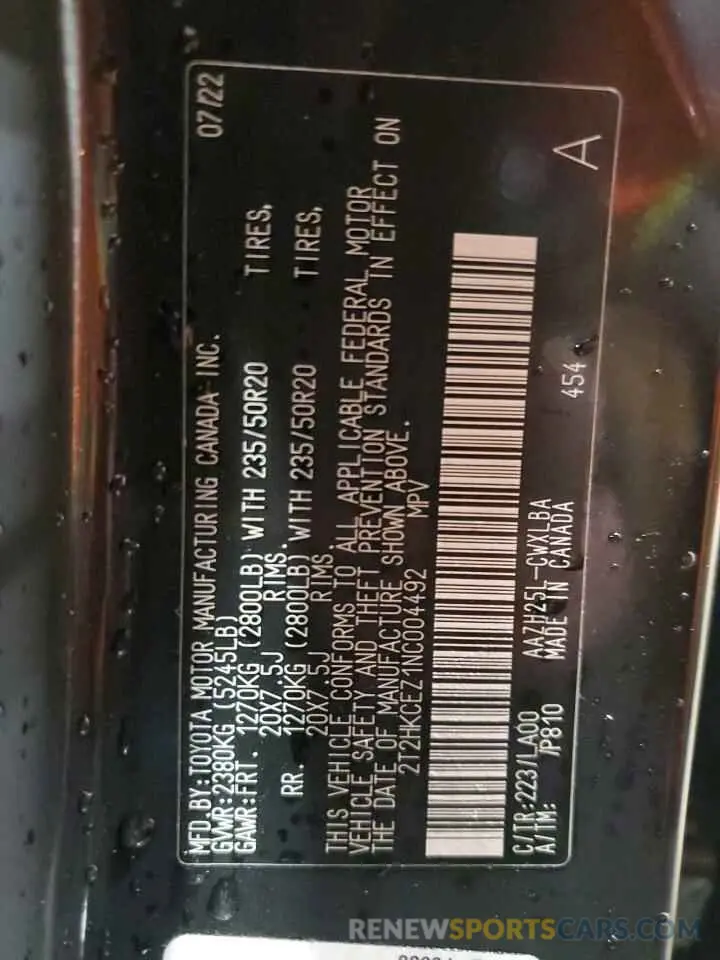 MFD.BY:TOYOTA MOTOR MANUFACTURING CANADA INC. 07/22
GVWR:2380KG (5245LB)
GAWR:FRT. 1270KG (2800LB) WITH 235/50R20 TIRES,
20X7.5J RIMS.
RR. 1270KG (2800LB) WITH 235/50R20 TIRES,
20X7.5J RIMS.
THIS VEHICLE CONFORMS TO ALL APPLICABLE FEDERAL MOTOR
VEHICLE SAFETY AND THEFT PREVENTION STANDARDS IN EFFECT ON
THE DATE OF MANUFACTURE SHOWN ABOVE.
2T2HKCEZ1NC004492 MPV
C/TR:223/LA00 AAZH25L-CWXLBA
A/TM: /P810 MADE IN CANADA 454
A
RENEWSPORTSCARS.COM